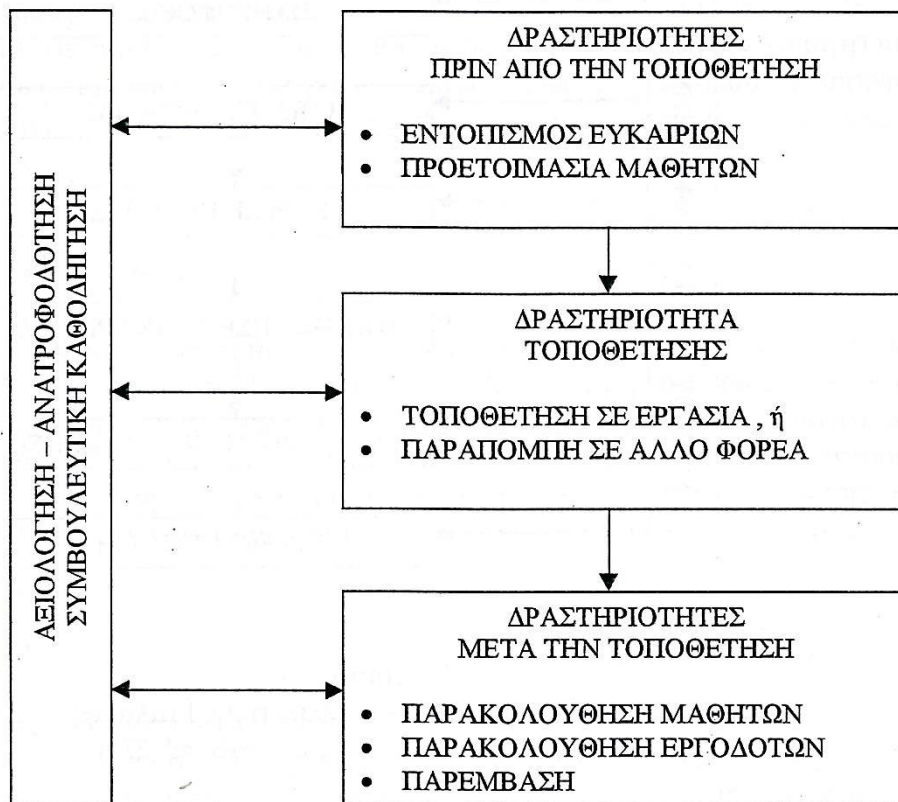 ΑΞΙΟΛΟΓΗΣΗ – ΑΝΑΤΡΟΦΟΔΟΤΗΣΗ
ΣΥΜΒΟΥΛΕΥΤΙΚΗ ΚΑΘΟΔΗΓΗΣΗ
ΔΡΑΣΤΗΡΙΟΤΗΤΕΣ
ΠΡΙΝ ΑΠΟ ΤΗΝ ΤΟΠΟΘΕΤΗΣΗ
• ΕΝΤΟΠΙΣΜΟΣ ΕΥΚΑΙΡΙΩΝ
• ΠΡΟΕΤΟΙΜΑΣΙΑ ΜΑΘΗΤΩΝ
ΔΡΑΣΤΗΡΙΟΤΗΤΑ
ΤΟΠΟΘΕΤΗΣΗΣ
• ΤΟΠΟΘΕΤΗΣΗ ΣΕ ΕΡΓΑΣΙΑ , ή
• ΠΑΡΑΠΟΜΠΗ ΣΕ ΑΛΛΟ ΦΟΡΕΑ
ΔΡΑΣΤΗΡΙΟΤΗΤΕΣ
ΜΕΤΑ ΤΗΝ ΤΟΠΟΘΕΤΗΣΗ
• ΠΑΡΑΚΟΛΟΥΘΗΣΗ ΜΑΘΗΤΩΝ
• ΠΑΡΑΚΟΛΟΥΘΗΣΗ ΕΡΓΟΔΟΤΩΝ
• ΠΑΡΕΜΒΑΣΗ